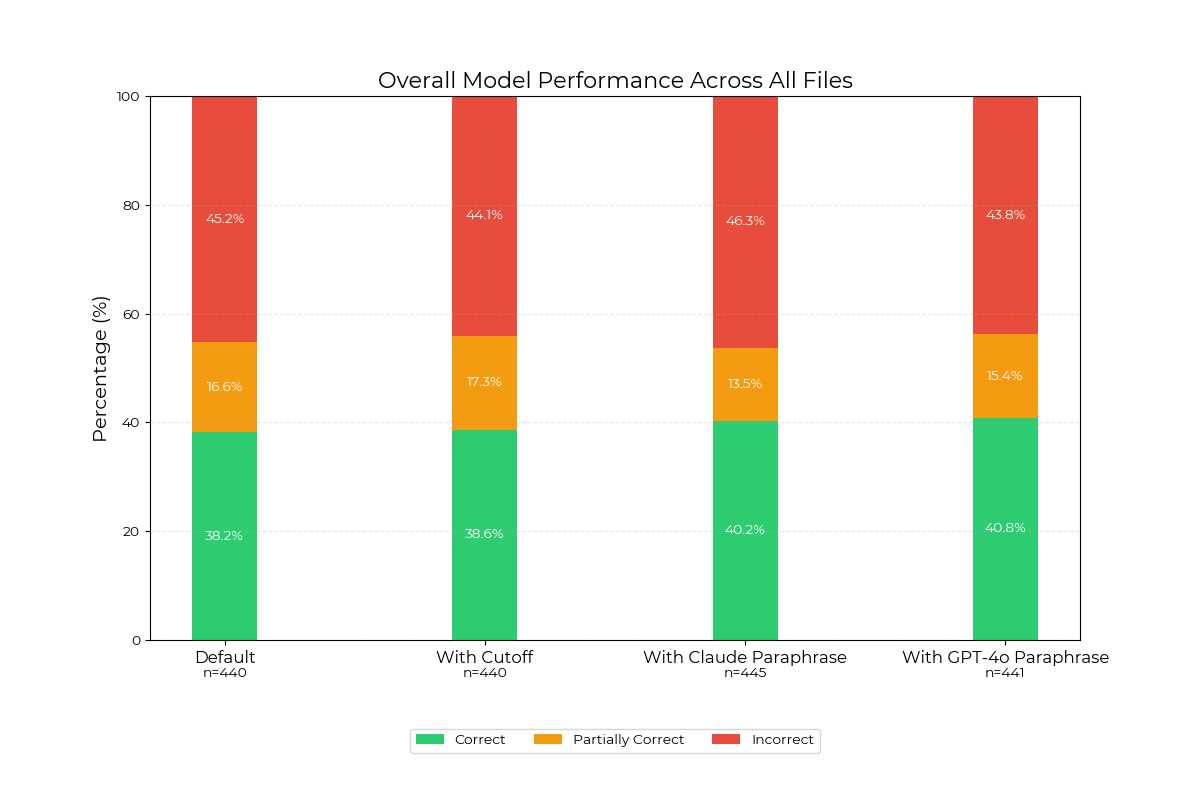 Overall Model Performance Across All Files
Percentage (%)
100
80
60
40
20
0
45.2%
44.1%
46.3%
43.8%
16.6%
17.3%
13.5%
15.4%
38.2%
38.6%
40.2%
40.8%
Default
n=440
With Cutoff
n=440
With Claude Paraphrase
n=445
With GPT-4o Paraphrase
n=441
Correct
Partially Correct
Incorrect